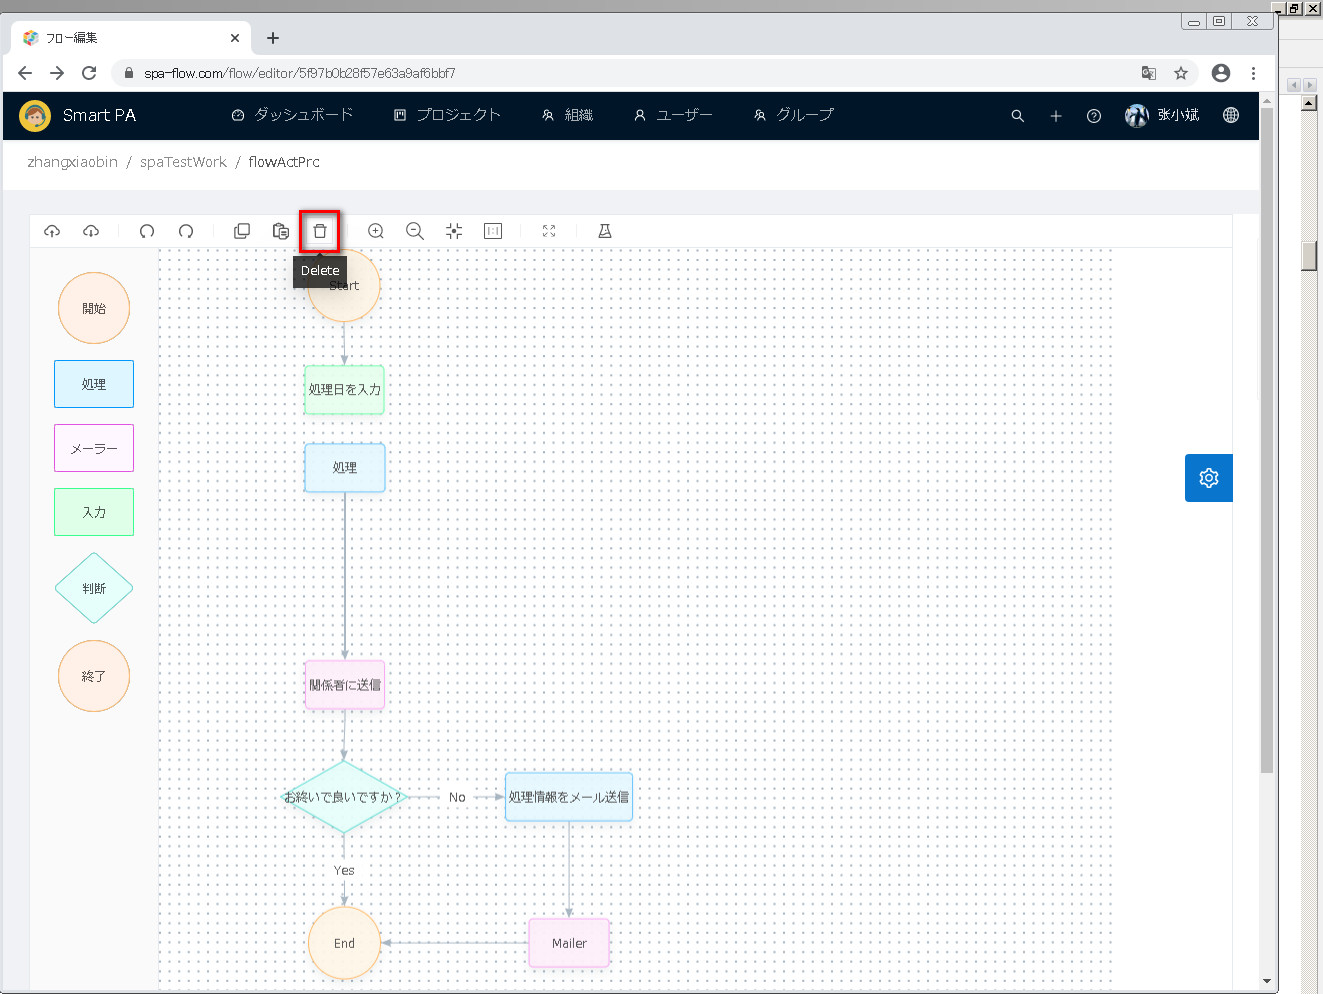 フロー編集
spa-flow.com/flow/editor/5f97b0b28f57e63a9af6bbf7
Smart PA
ダッシュボード
プロジェクト
組織
ユーザー
グループ
张小斌
zhangxiaobin / spaTestWork / flowActPrc
Delete
Start
開始
処理
メーラー
入力
判断
終了
処理日を入力
処理
関係者に送信
お終いで良いですか?
No
処理情報をメール送信
Yes
End
Mailer